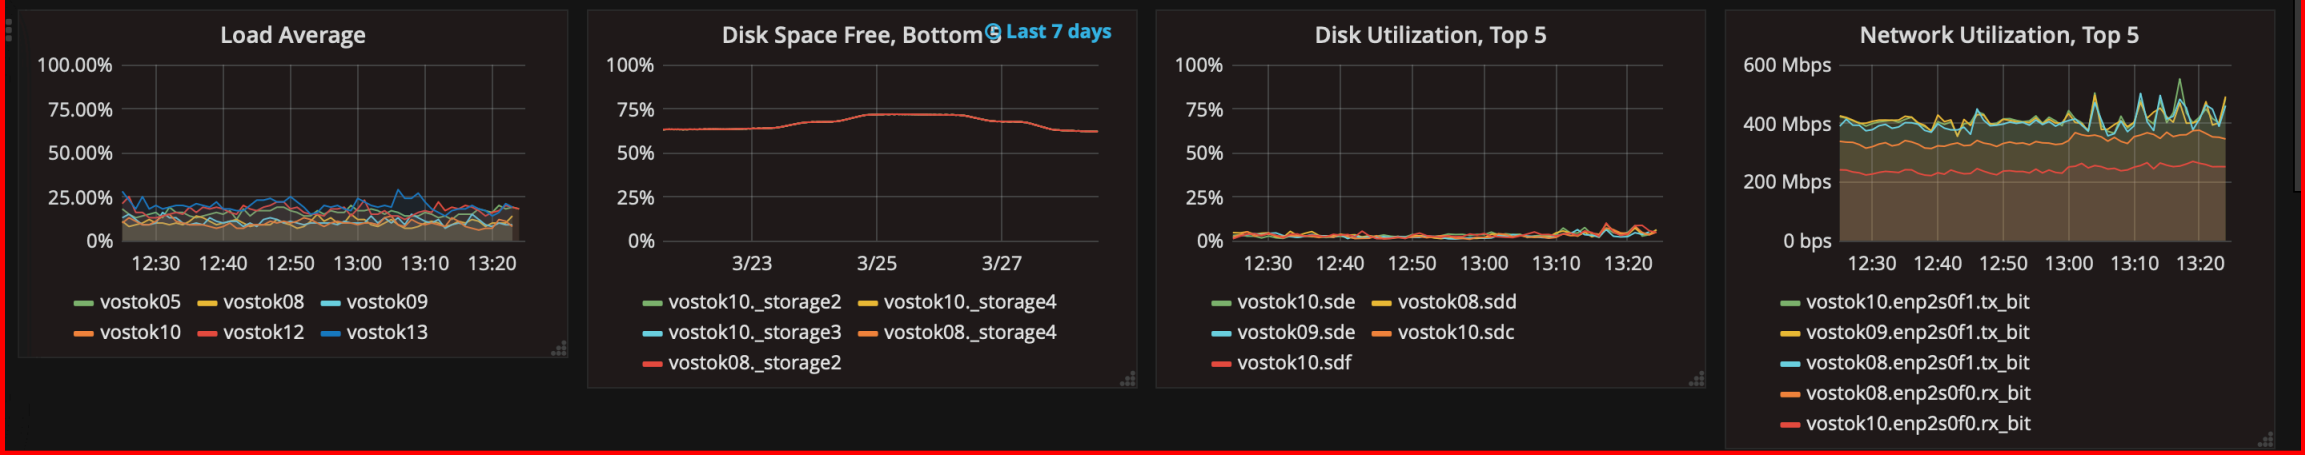 Load Average
100.00%
75.00%
50.00%
25.00%
0%
12:30 12:40 12:50 13:00 13:10 13:20
vostok05 vostok08 vostok09
vostok10 vostok12 vostok13
Disk Space Free, Bottom 5
Last 7 days
100%
75%
50%
25%
0%
3/23 3/25 3/27
vostok10._storage2 vostok10._storage4
vostok10._storage3 vostok08._storage4
vostok08._storage2
Disk Utilization, Top 5
100%
75%
50%
25%
0%
12:30 12:40 12:50 13:00 13:10 13:20
vostok10.sde vostok08.sdd
vostok09.sde vostok10.sdc
vostok10.sdf
Network Utilization, Top 5
600 Mbps
400 Mbps
200 Mbps
0 bps
12:30 12:40 12:50 13:00 13:10 13:20
vostok10.enp2s0f1.tx_bit
vostok09.enp2s0f1.tx_bit
vostok08.enp2s0f1.tx_bit
vostok08.enp2s0f0.rx_bit
vostok10.enp2s0f0.rx_bit